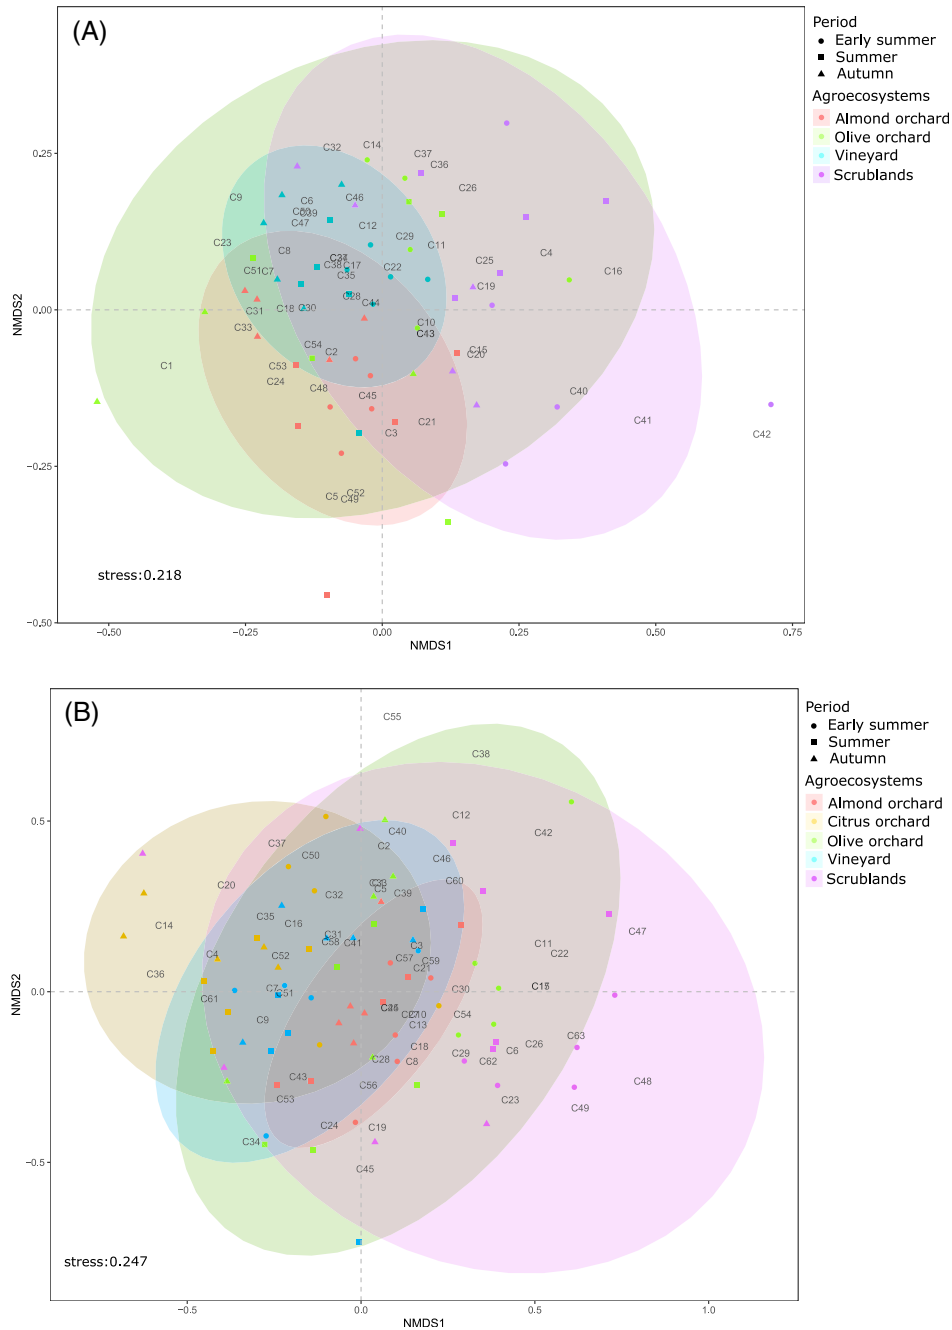 (A)
Period
Early summer
Summer
Autumn
Agroecosystems
Almond orchard
Olive orchard
Vineyard
Scrublands
NMDS2
0.25
0.00
−0.25
−0.50
C32
C14
C37
C36
C26
C9
C6
C46
C39
C47
C12
C23
C8
C29
C11
C4
C17
C38
C25
C16
C51
C7
C35
C22
C19
C28
C44
C31
C18
C30
C10
C33
C43
C54
C2
C15
C20
C1
C53
C24
C48
C45
C40
C3
C21
C41
C42
C5
C52
C49
stress:0.218
−0.50
−0.25
0.00
0.25
0.50
0.75
NMDS1
(B)
Period
Early summer
Summer
Autumn
Agroecosystems
Almond orchard
Citrus orchard
Olive orchard
Vineyard
Scrublands
NMDS2
0.5
0.0
−0.5
C55
C38
C12
C40
C42
C37
C2
C50
C46
C20
C5
C60
C32
C39
C35
C16
C14
C31
C47
C58
C41
C3
C11
C4
C52
C57
C59
C22
C36
C21
C7
C51
C30
C61
C10
C54
C9
C13
C63
C18
C6
C26
C29
C28
C8
C62
C43
C48
C56
C53
C23
C49
C24
C19
C34
C45
stress:0.247
−0.5
0.0
0.5
1.0
NMDS1